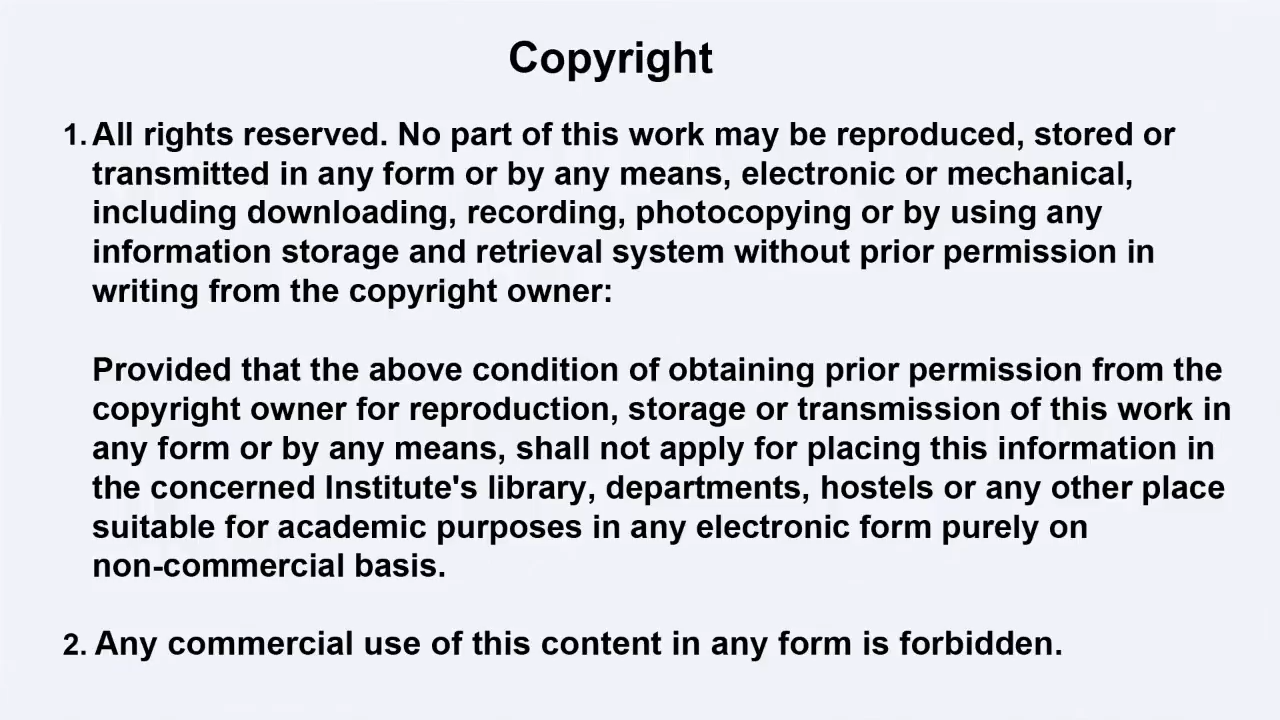 Copyright
1. All rights reserved. No part of this work may be reproduced, stored or
transmitted in any form or by any means, electronic or mechanical,
including downloading, recording, photocopying or by using any
information storage and retrieval system without prior permission in
writing from the copyright owner:
Provided that the above condition of obtaining prior permission from the
copyright owner for reproduction, storage or transmission of this work in
any form or by any means, shall not apply for placing this information in
the concerned Institute's library, departments, hostels or any other place
suitable for academic purposes in any electronic form purely on
non-commercial basis.
2. Any commercial use of this content in any form is forbidden.